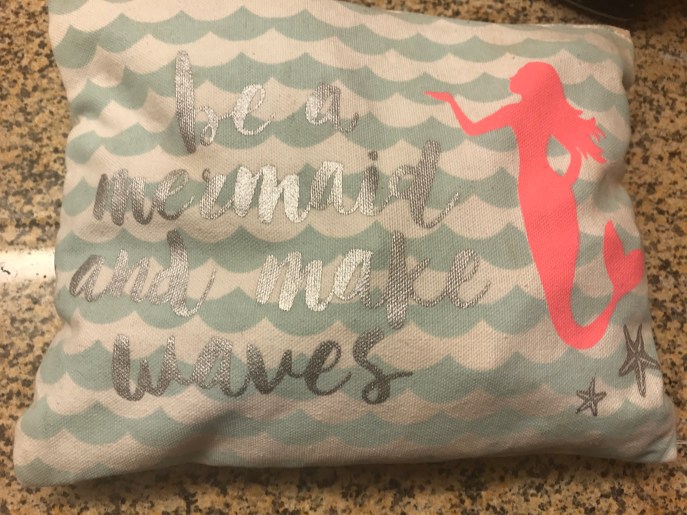 be a
mermaid
and make
waves